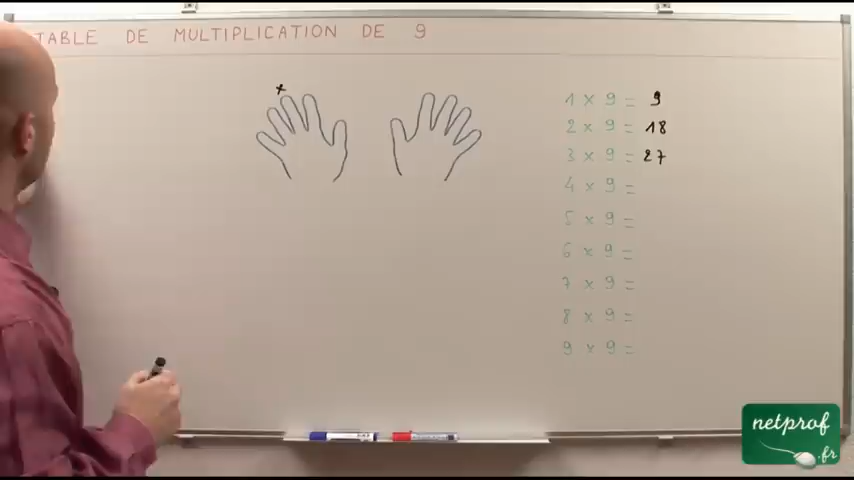 TABLE DE MULTIPLICATION DE 9
x
1 x 9 = 9
2 x 9 = 18
3 x 9 = 27
4 x 9 =
5 x 9 =
6 x 9 =
7 x 9 =
8 x 9 =
9 x 9 =
netprof
.fr